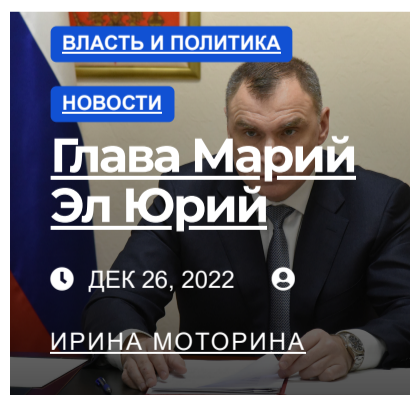 ВЛАСТЬ И ПОЛИТИКА
НОВОСТИ
Глава Марий
Эл Юрий
ДЕК 26, 2022
ИРИНА МОТОРИНА